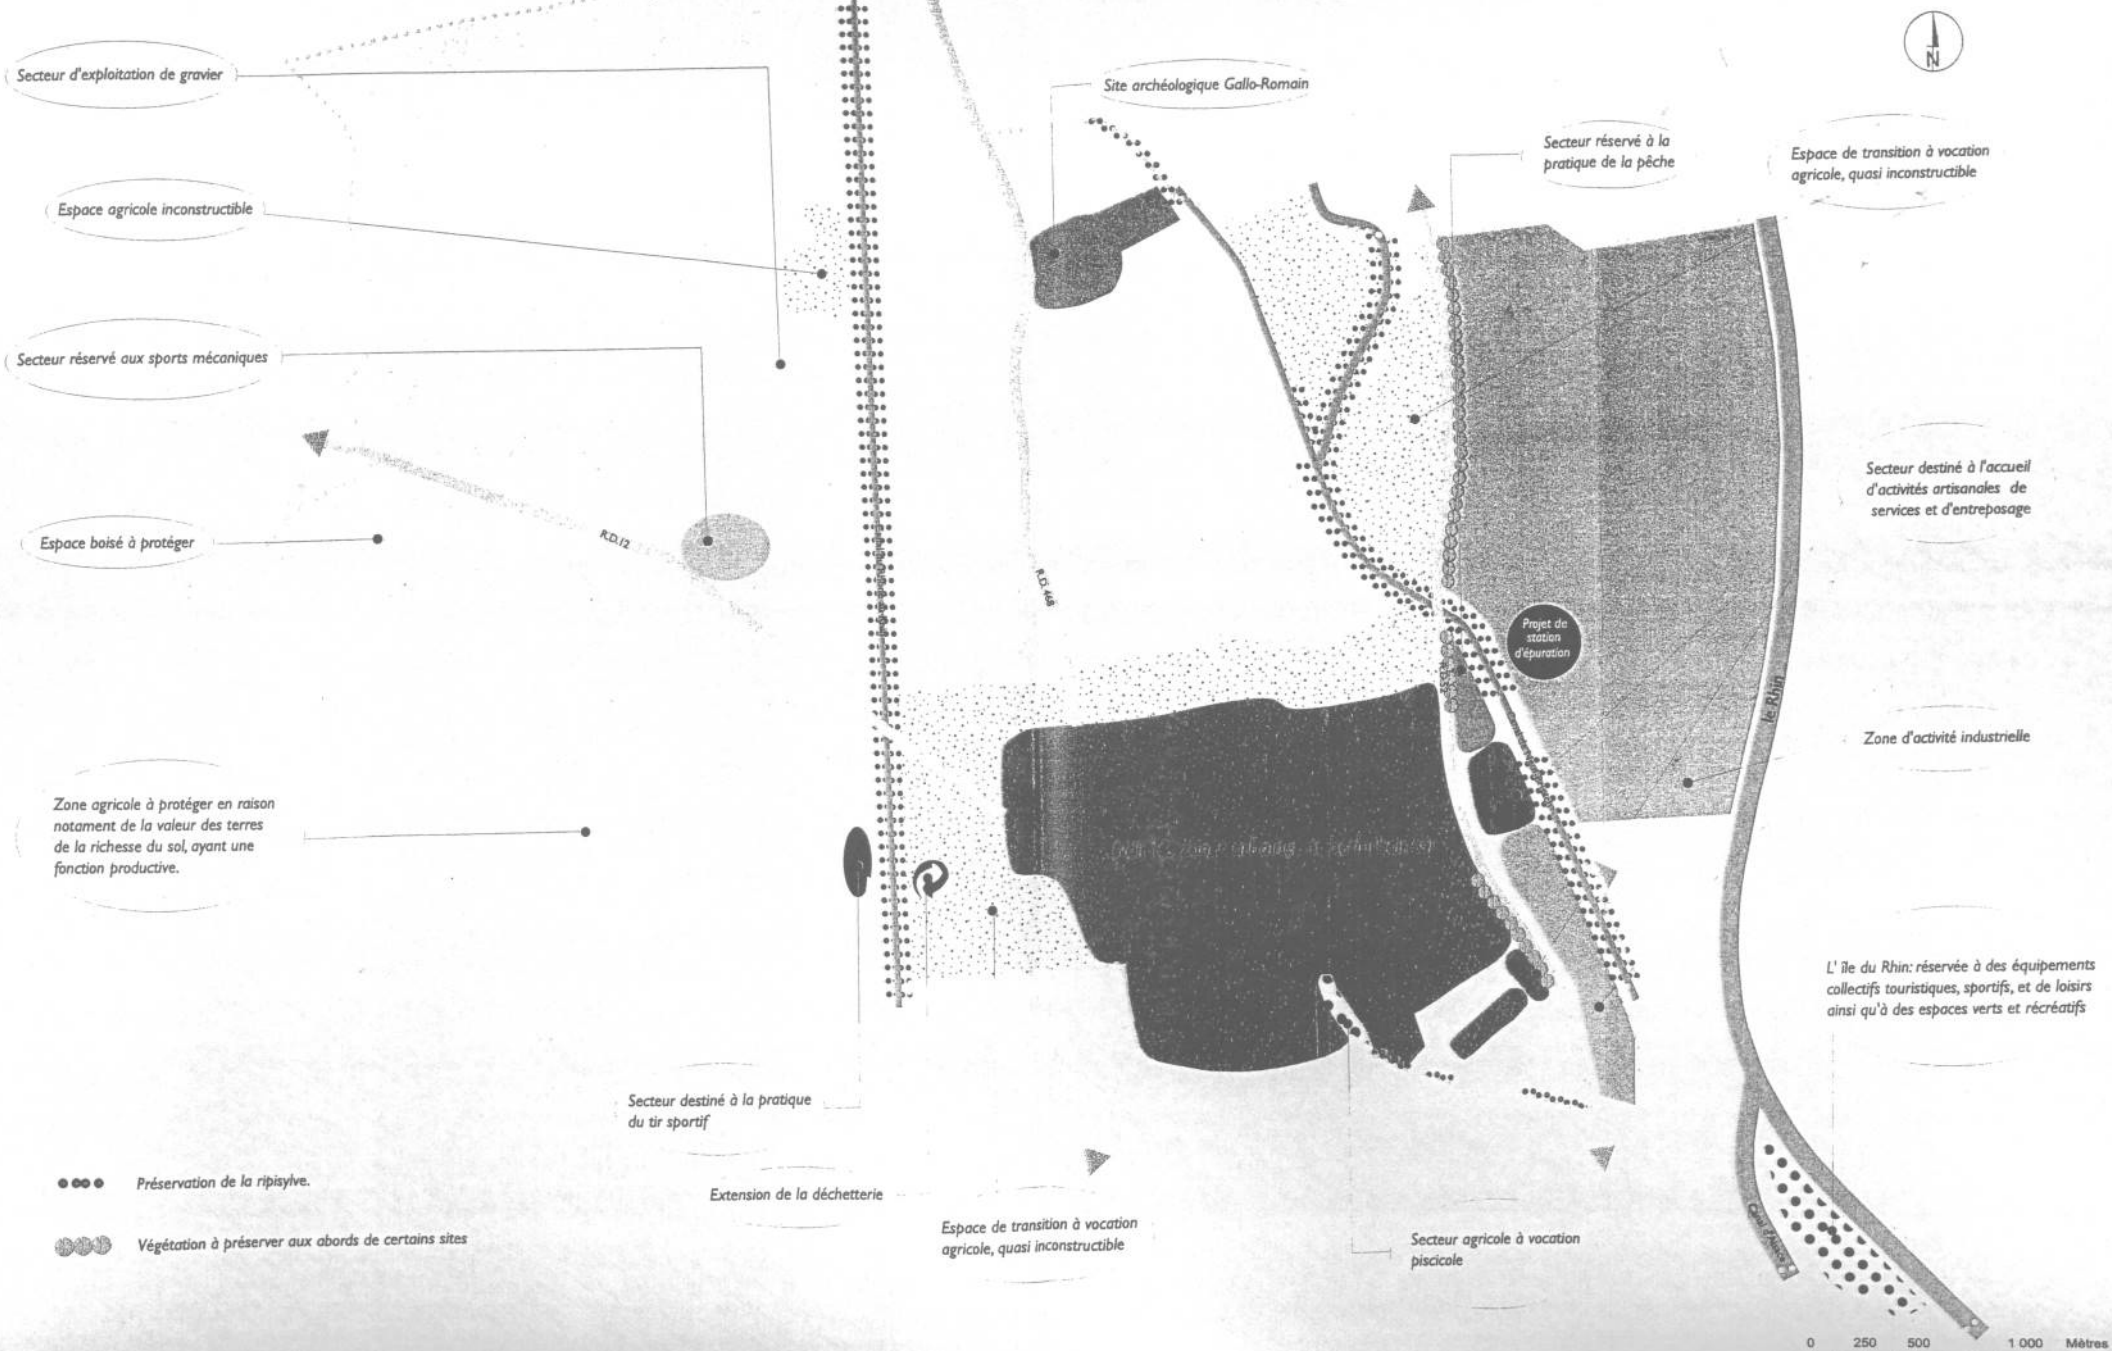 Secteur d'exploitation de gravier
Site archéologique Gallo-Romain
N
Secteur réservé à la
pratique de la pêche
Espace de transition à vocation
agricole, quasi inconstructible
Espace agricole inconstructible
Secteur réservé aux sports mécaniques
Secteur destiné à l'accueil
d'activités artisanales de
services et d'entreposage
Espace boisé à protéger
R.D.12
R.D. 468
Projet de
station
d'épuration
le Rhin
Zone d'activité industrielle
Zone agricole à protéger en raison
notament de la valeur des terres
de la richesse du sol, ayant une
fonction productive.
L' île du Rhin: réservée à des équipements
collectifs touristiques, sportifs, et de loisirs
ainsi qu'à des espaces verts et récréatifs
Secteur destiné à la pratique
du tir sportif
Préservation de la ripisylve.
Extension de la déchetterie
Végétation à préserver aux abords de certains sites
Espace de transition à vocation
agricole, quasi inconstructible
Secteur agricole à vocation
piscicole
Canal d'Alsace
0 250 500 1 000 Mètres